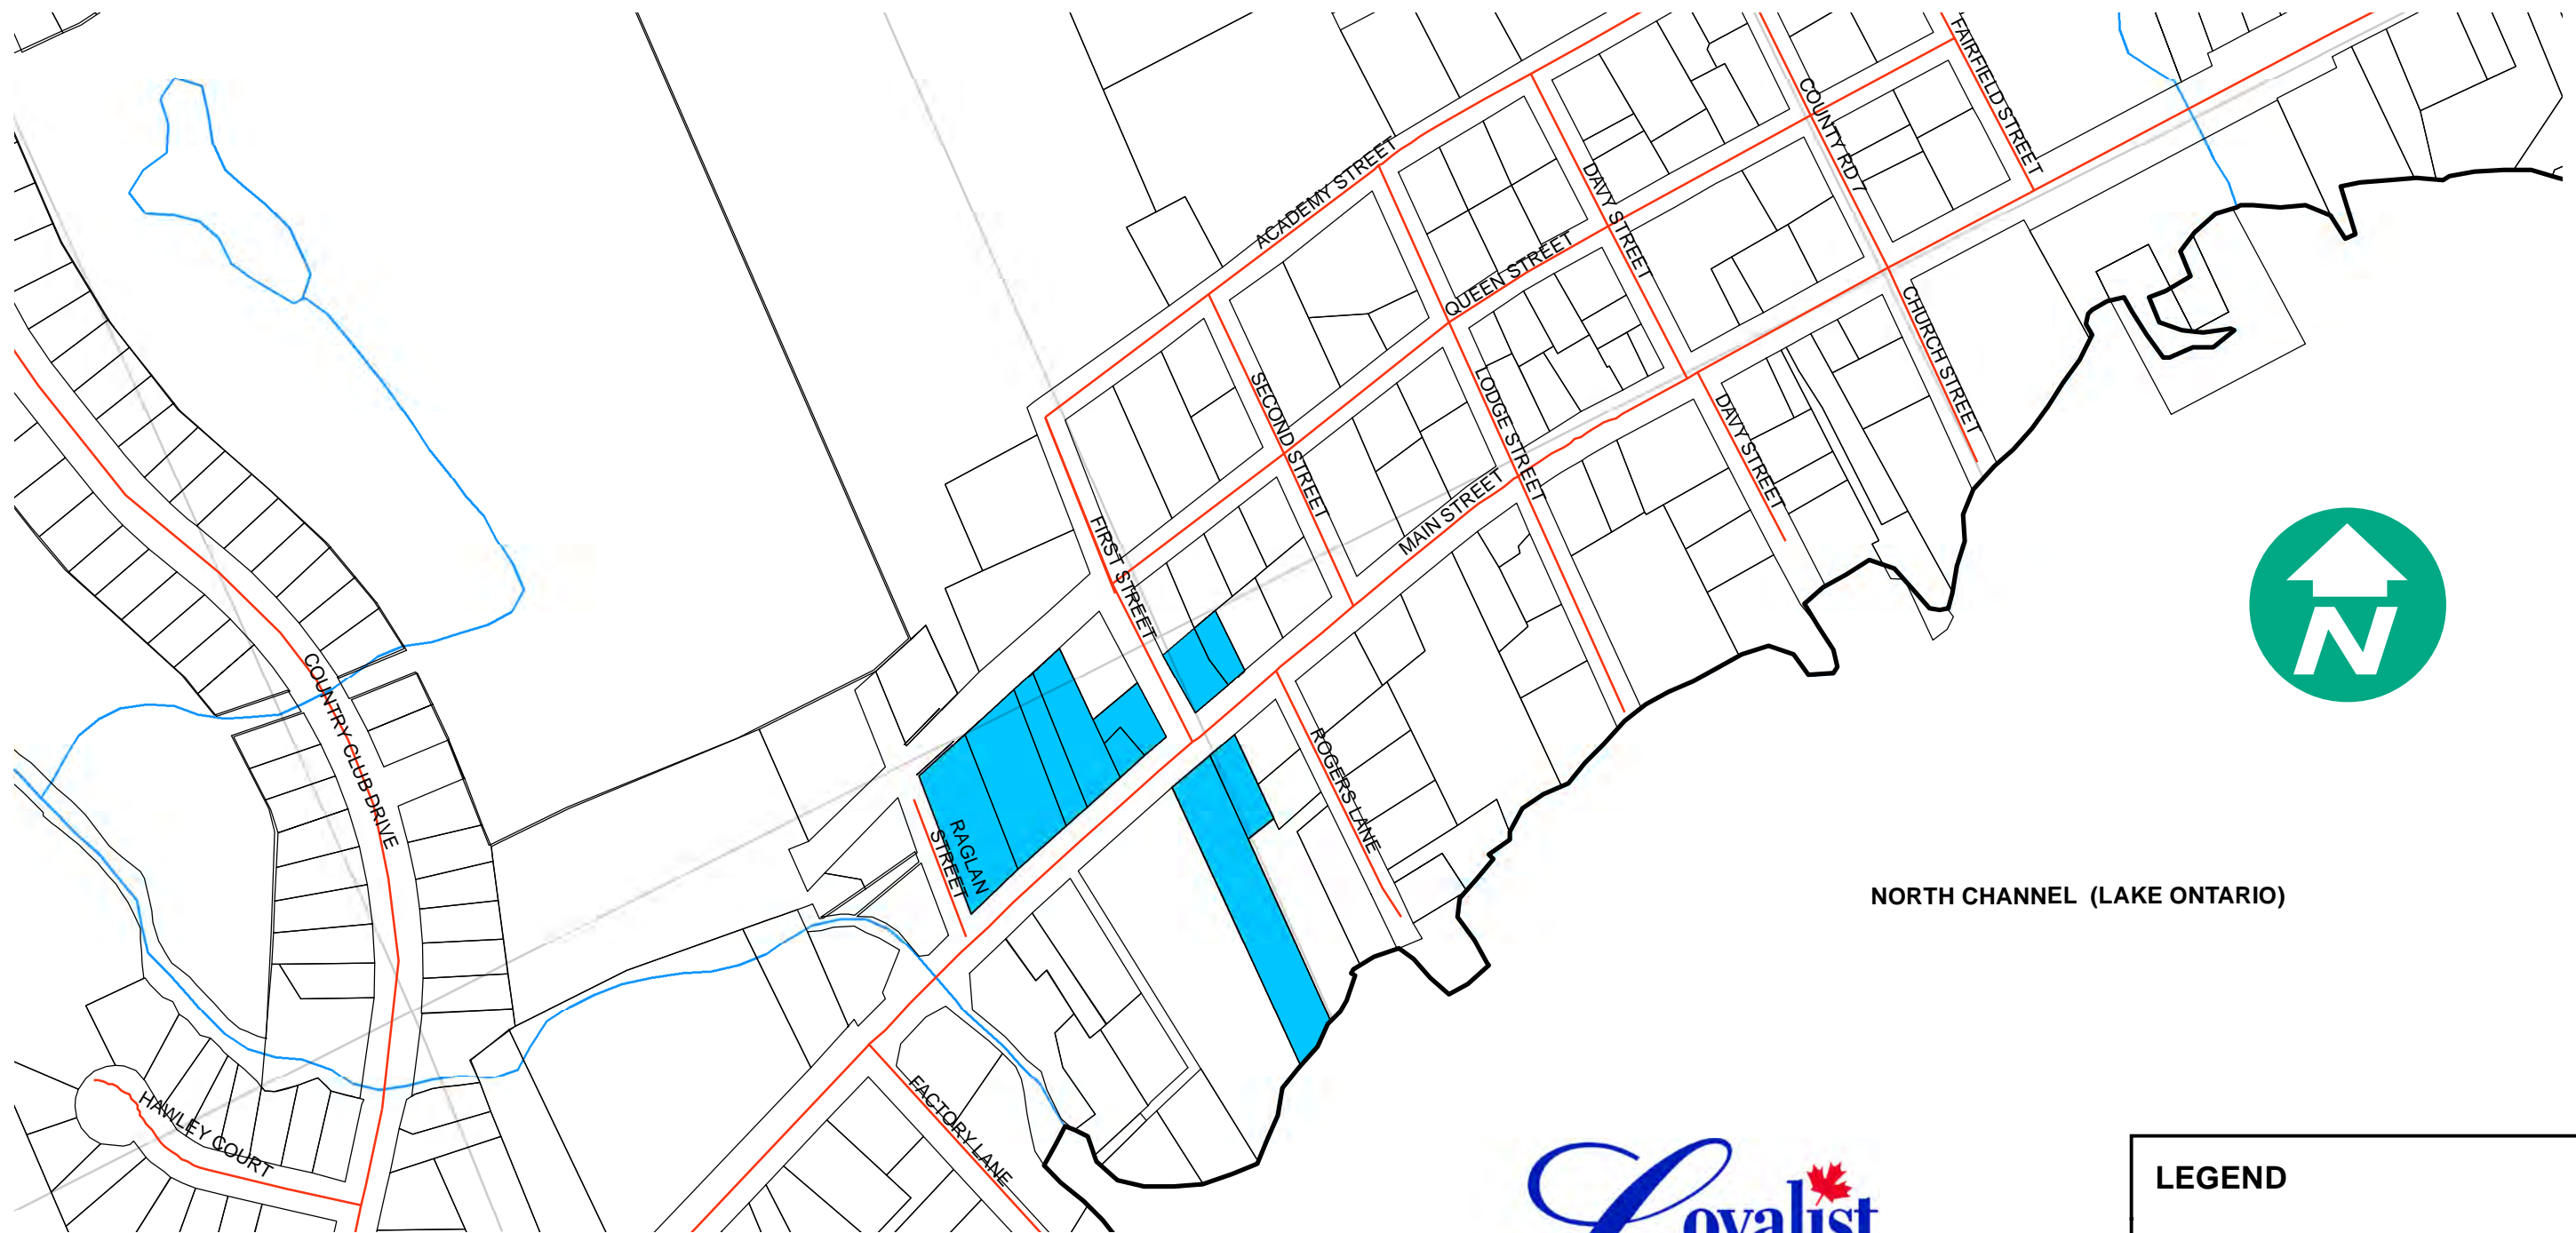 FAIRFIELD STREET
COUNTY RD 7
ACADEMY STREET
DAVY STREET
QUEEN STREET
CHURCH STREET
SECOND STREET
LODGE STREET
DAVY STREET
MAIN STREET
FIRST STREET
N
COUNTRY CLUB DRIVE
ROGERS LANE
RAGLAN
STREET
NORTH CHANNEL (LAKE ONTARIO)
FACTORY LANE
HAWLEY COURT
Loyalist
LEGEND